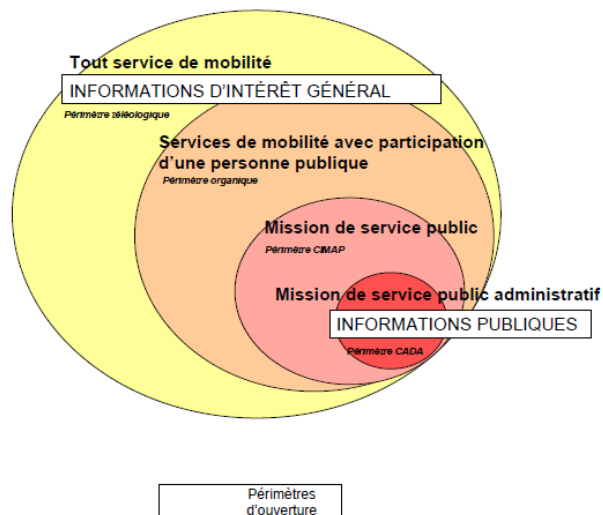 Tout service de mobilité
INFORMATIONS D'INTÉRÊT GÉNÉRAL
Périmètre téléologique
Services de mobilité avec participation
d'une personne publique
Périmètre organique
Mission de service public
Périmètre CIMAP
Mission de service public administratif
INFORMATIONS PUBLIQUES
Périmètre CADA
Périmètres
d'ouverture